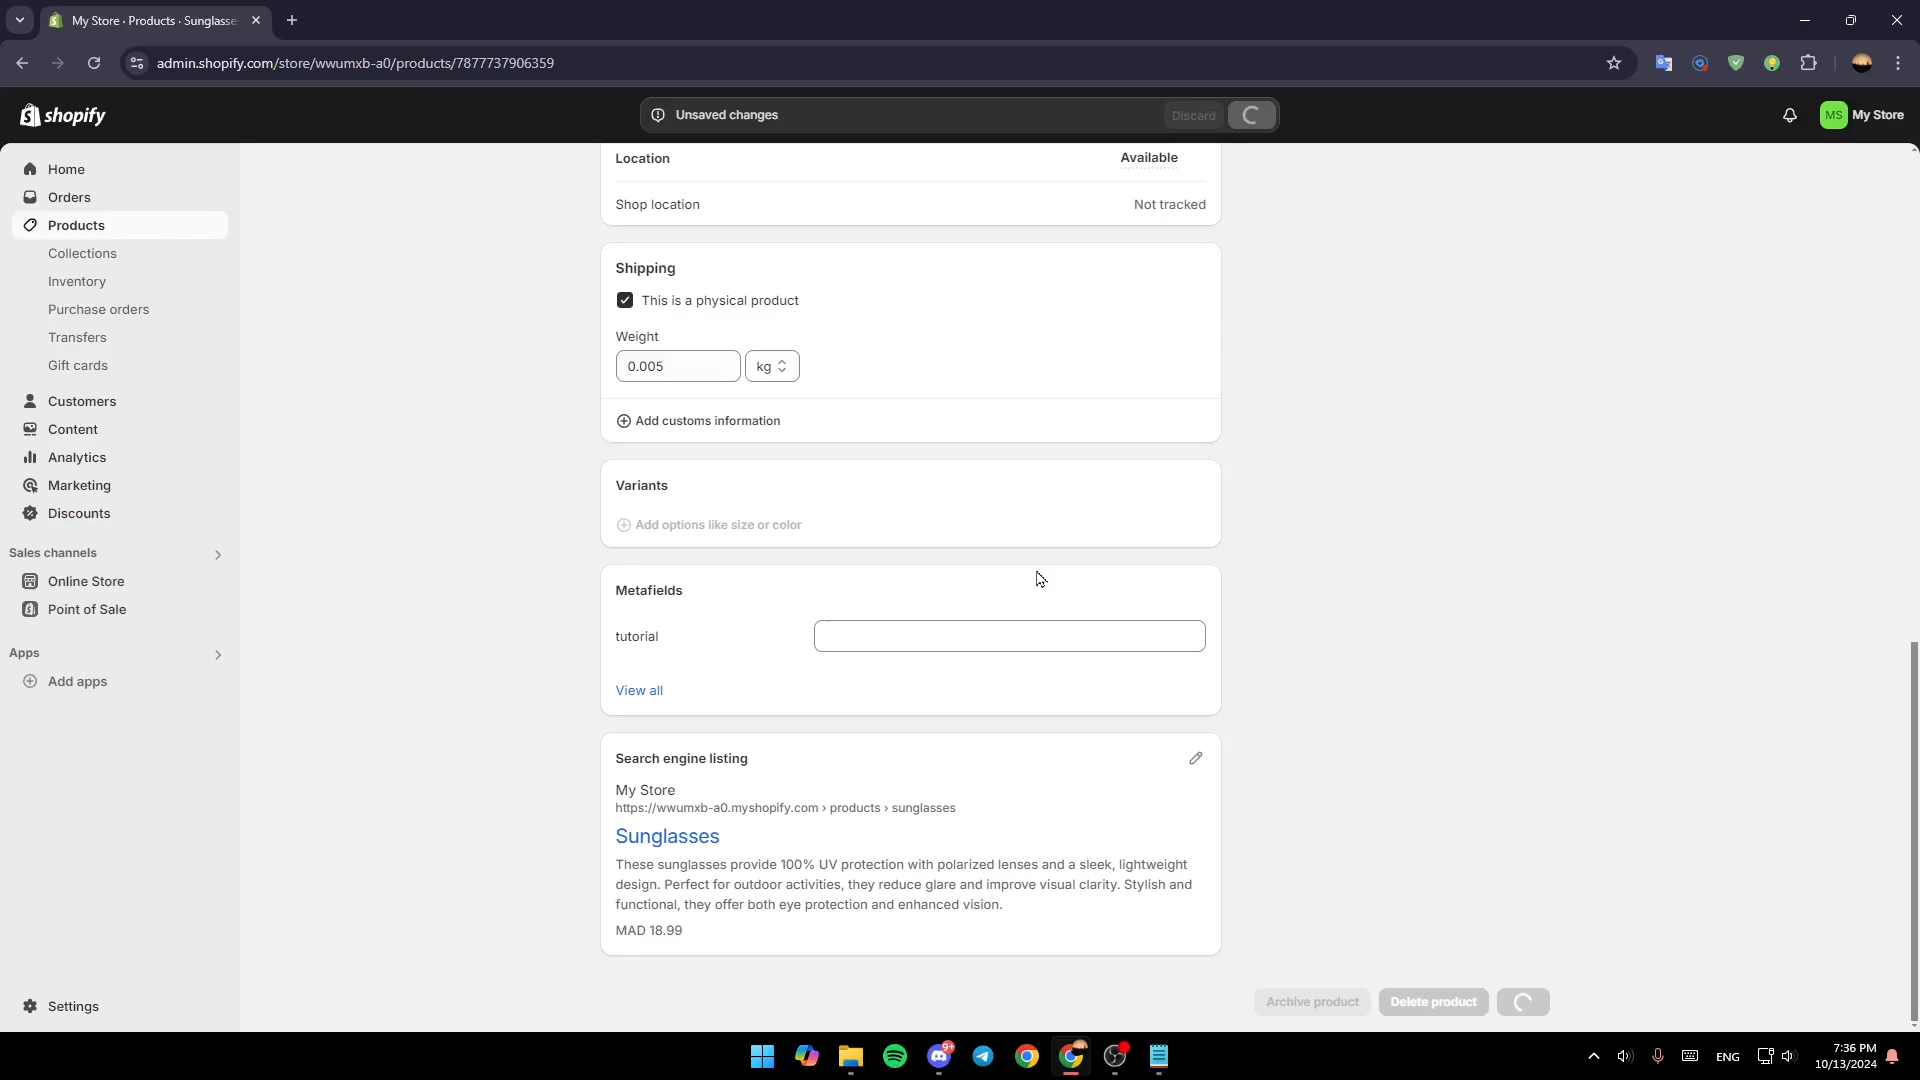 My Store · Products · Sunglasse
admin.shopify.com/store/wwumxb-a0/products/7877737906359
shopify
Unsaved changes
Discard
MS
My Store
Home
Orders
Products
Collections
Inventory
Purchase orders
Transfers
Gift cards
Customers
Content
Analytics
Marketing
Discounts
Sales channels
Online Store
Point of Sale
Apps
Add apps
Settings
Location
Available
Shop location
Not tracked
Shipping
This is a physical product
Weight
0.005
kg
Add customs information
Variants
Add options like size or color
Metafields
tutorial
View all
Search engine listing
My Store
https://wwumxb-a0.myshopify.com › products › sunglasses
Sunglasses
These sunglasses provide 100% UV protection with polarized lenses and a sleek, lightweight
design. Perfect for outdoor activities, they reduce glare and improve visual clarity. Stylish and
functional, they offer both eye protection and enhanced vision.
MAD 18.99
Archive product
Delete product
9+
ENG
7:36 PM
10/13/2024